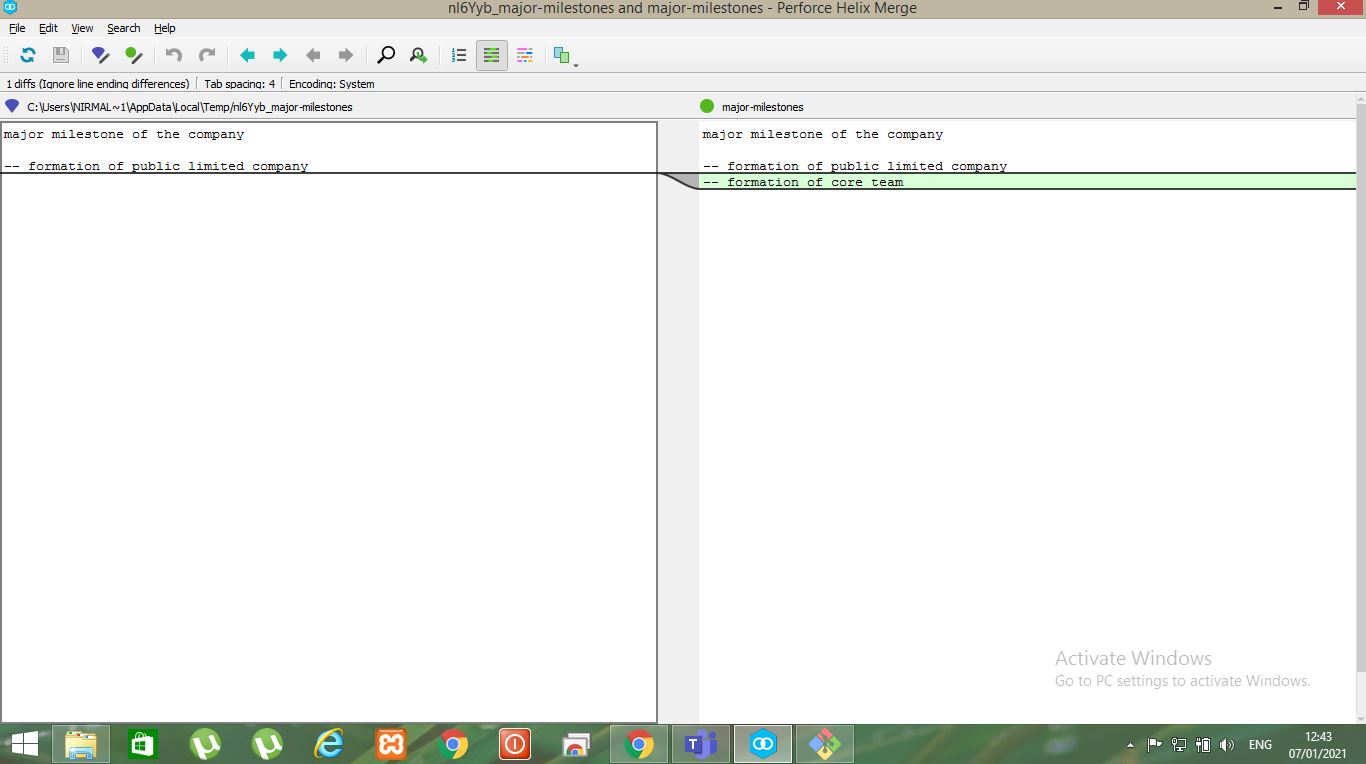 nl6Yyb_major-milestones and major-milestones - Perforce Helix Merge
File Edit View Search Help
1 diffs (Ignore line ending differences) Tab spacing: 4 Encoding: System
C:\Users\NIRMAL~1\AppData\Local\Temp/nl6Yyb_major-milestones
major-milestones
major milestone of the company
-- formation of public limited company
major milestone of the company
-- formation of public limited company
-- formation of core team
Activate Windows
Go to PC settings to activate Windows.
ENG
12:43
07/01/2021